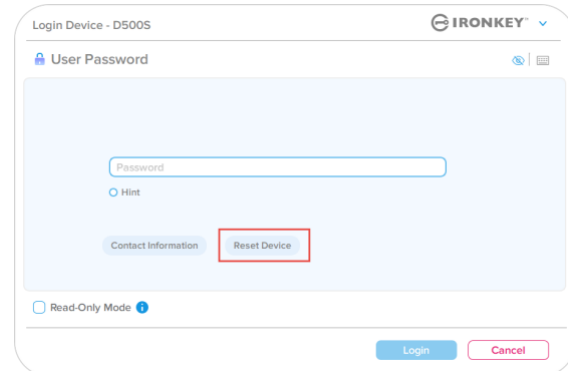 Login Device - D500S
IRONKEY™
User Password
Password
Hint
Contact Information
Reset Device
Read-Only Mode
Login
Cancel